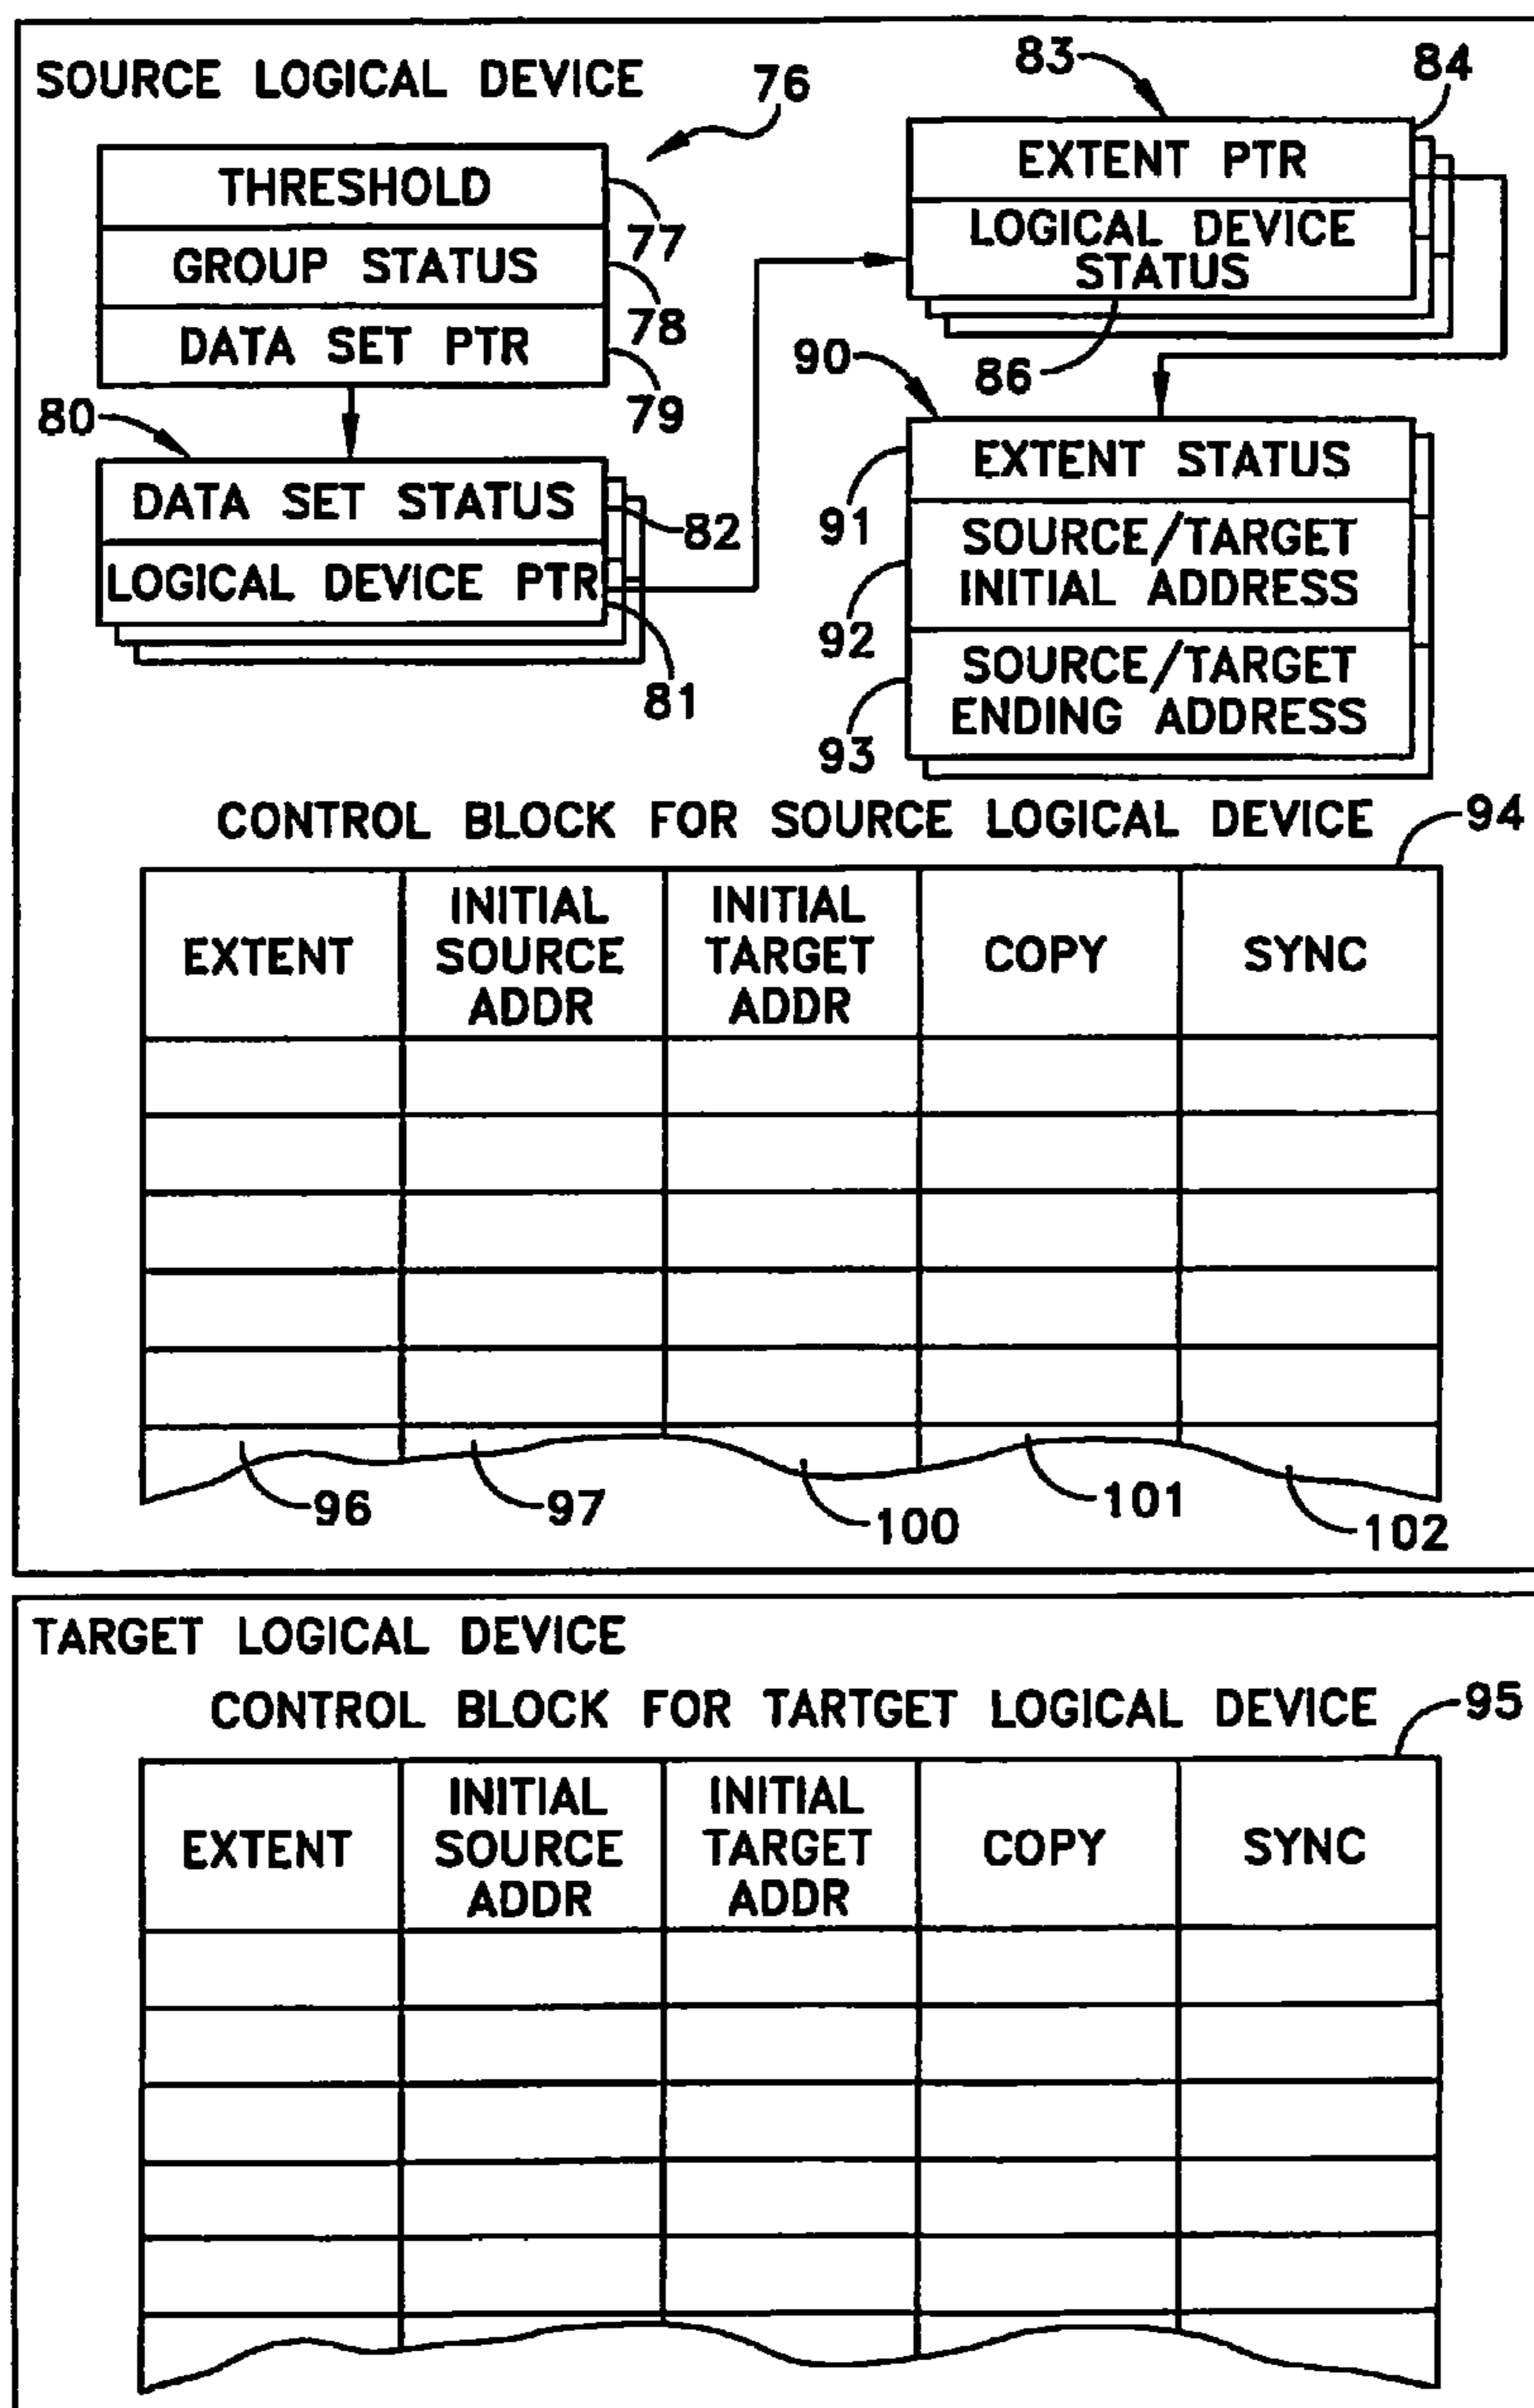 SOURCE LOGICAL DEVICE
76
THRESHOLD
77
GROUP STATUS
78
DATA SET PTR
79
80
DATA SET STATUS
82
LOGICAL DEVICE PTR
81
83
84
EXTENT PTR
LOGICAL DEVICE
STATUS
86
90
EXTENT STATUS
91
SOURCE/TARGET
INITIAL ADDRESS
92
SOURCE/TARGET
ENDING ADDRESS
93
CONTROL BLOCK FOR SOURCE LOGICAL DEVICE
94
EXTENT
INITIAL
SOURCE
ADDR
INITIAL
TARGET
ADDR
COPY
SYNC
96
97
100
101
102
TARGET LOGICAL DEVICE
CONTROL BLOCK FOR TARTGET LOGICAL DEVICE
95
EXTENT
INITIAL
SOURCE
ADDR
INITIAL
TARGET
ADDR
COPY
SYNC